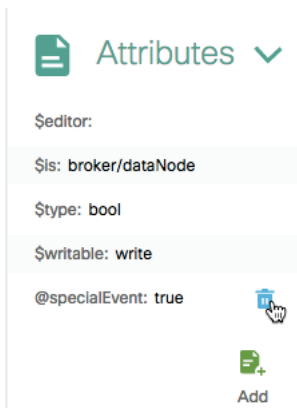 Attributes
$editor:
$is: broker/dataNode
$type: bool
$writable: write
@specialEvent: true
Add